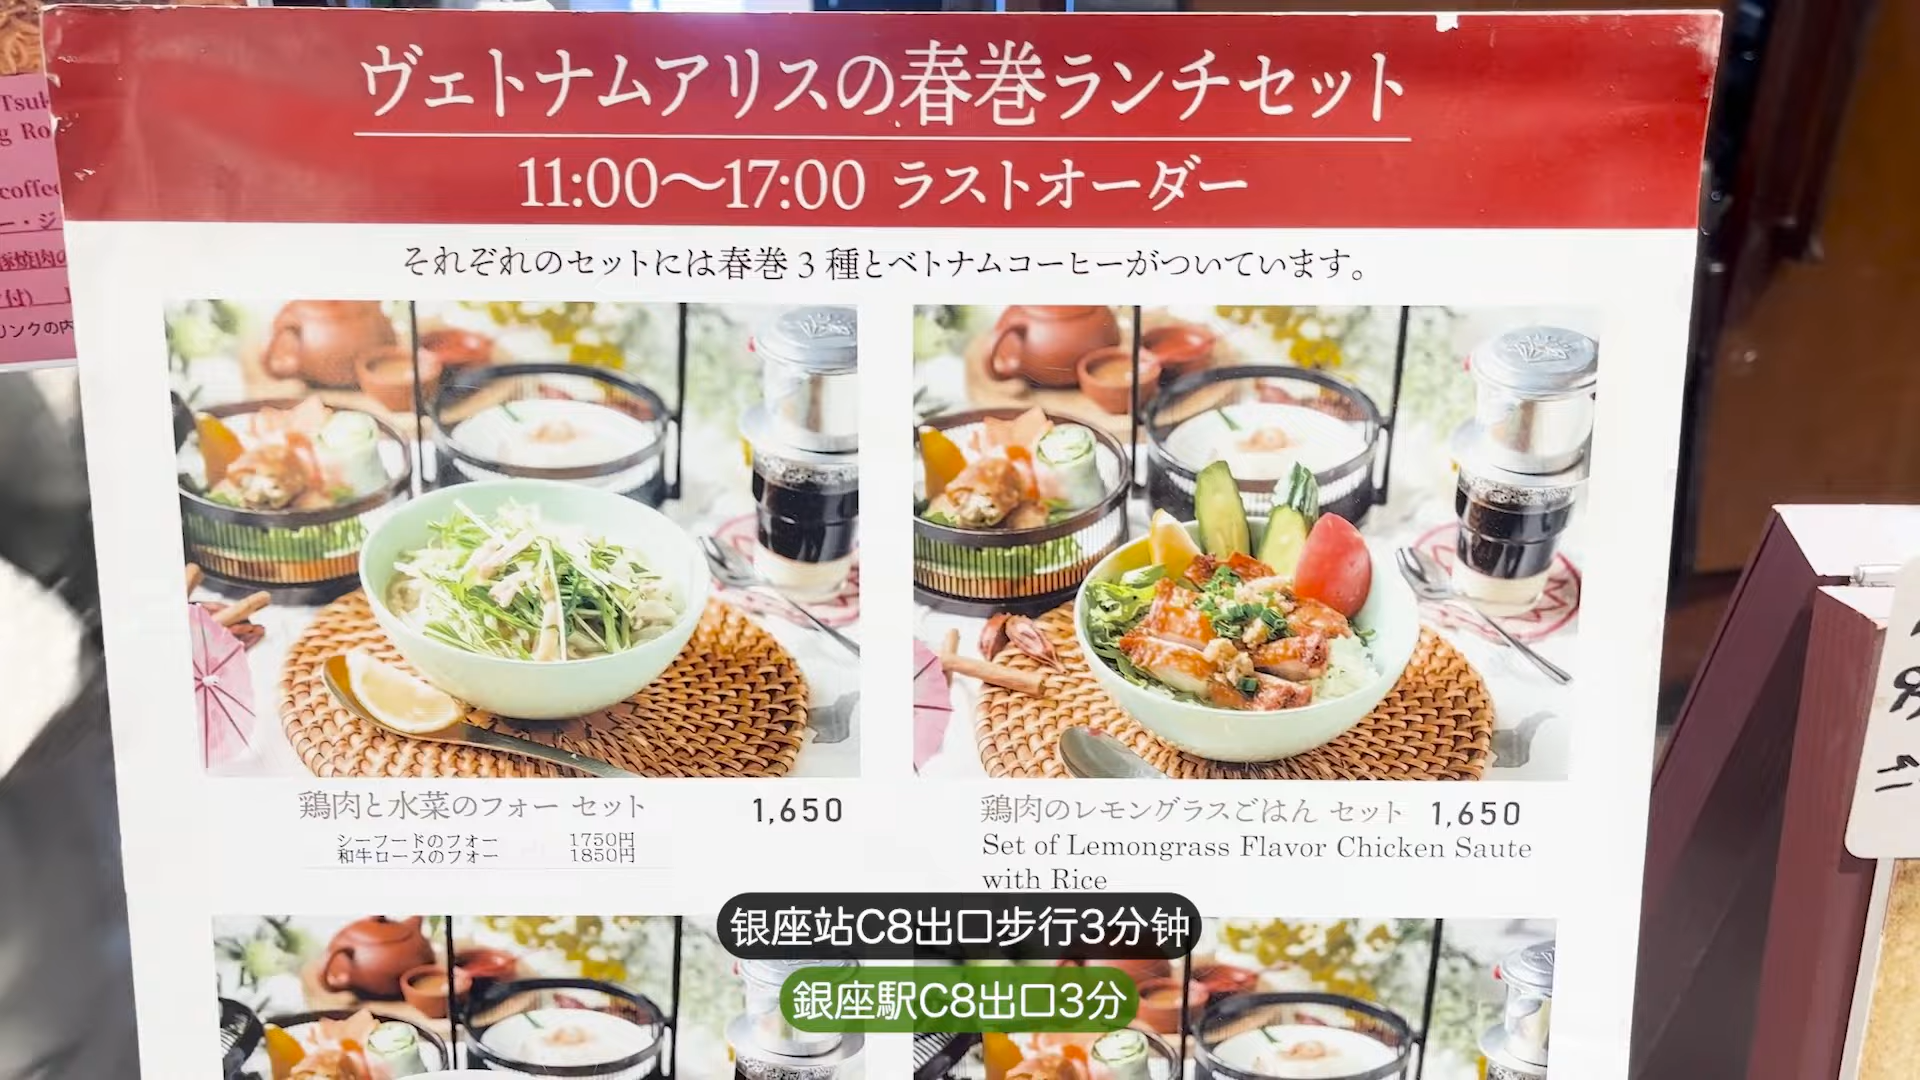 ヴェトナムアリスの春巻ランチセット
11:00〜17:00 ラストオーダー
それぞれのセットには春巻3種とベトナムコーヒーがついています。
鶏肉と水菜のフォー セット 1,650
シーフードのフォー 1750円
和牛ロースのフォー 1850円
鶏肉のレモングラスごはん セット 1,650
Set of Lemongrass Flavor Chicken Saute
with Rice
银座站C8出口步行3分钟
銀座駅C8出口3分
coffee